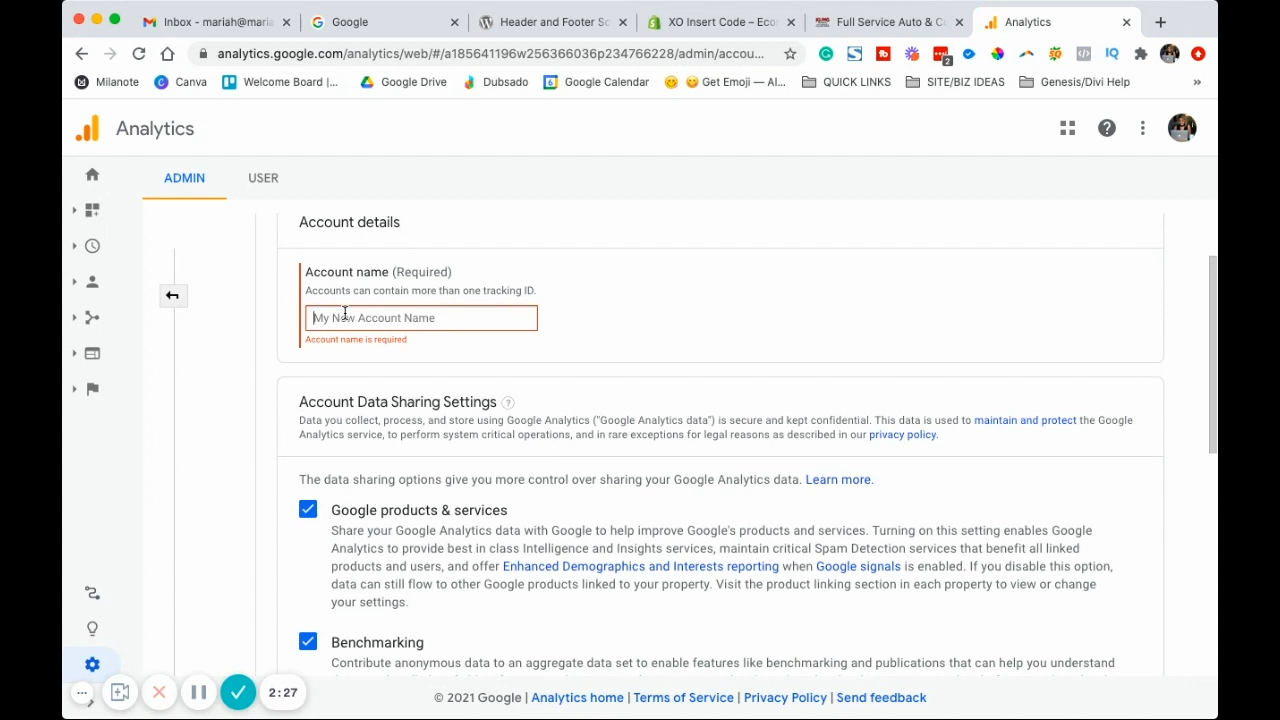 Inbox - mariah@maria
Google
Header and Footer Sc
XO Insert Code – Econ
Full Service Auto & Co
Analytics
analytics.google.com/analytics/web/#/a185641196w256366036p234766228/admin/accou...
2
IQ
Milanote
Canva
Welcome Board |...
Google Drive
Dubsado
Google Calendar
Get Emoji — Al...
QUICK LINKS
SITE/BIZ IDEAS
Genesis/Divi Help
»
Analytics
ADMIN
USER
Account details
Account name (Required)
Accounts can contain more than one tracking ID.
My New Account Name
Account name is required
Account Data Sharing Settings
Data you collect, process, and store using Google Analytics ("Google Analytics data") is secure and kept confidential. This data is used to maintain and protect the Google
Analytics service, to perform system critical operations, and in rare exceptions for legal reasons as described in our privacy policy.
The data sharing options give you more control over sharing your Google Analytics data. Learn more.
Google products & services
Share your Google Analytics data with Google to help improve Google's products and services. Turning on this setting enables Google
Analytics to provide best in class Intelligence and Insights services, maintain critical Spam Detection services that benefit all linked
products and users, and offer Enhanced Demographics and Interests reporting when Google signals is enabled. If you disable this option,
data can still flow to other Google products linked to your property. Visit the product linking section in each property to view or change
your settings.
Benchmarking
Contribute anonymous data to an aggregate data set to enable features like benchmarking and publications that can help you understand
2:27
© 2021 Google | Analytics home | Terms of Service | Privacy Policy | Send feedback